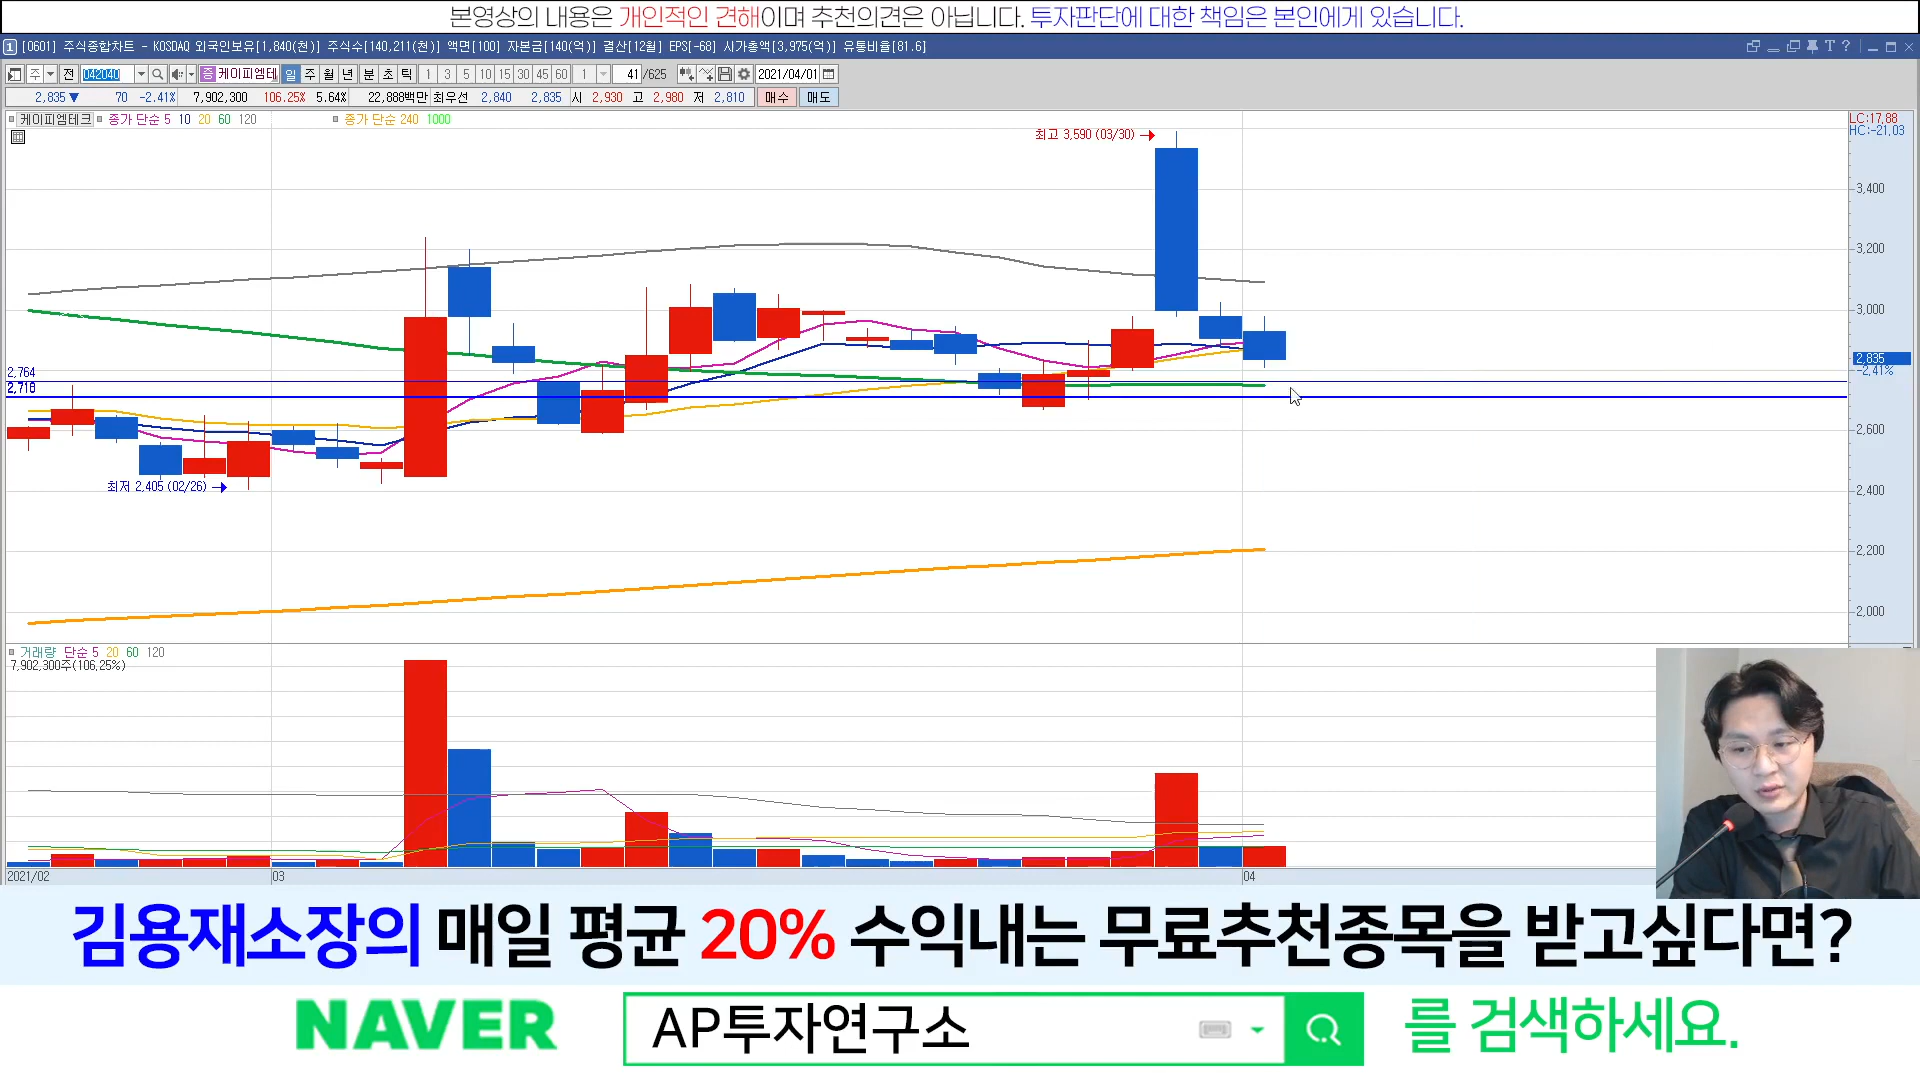 본영상의 내용은 개인적인 견해이며 추천의견은 아닙니다. 투자판단에 대한 책임은 본인에게 있습니다.
1 [0601] 주식종합차트 - KOSDAQ 외국인보유[1,840(천)] 주식수[140,211(천)] 액면[100] 자본금[140(억)] 결산[12월] EPS[-68] 시가총액[3,975(억)] 유통비율[81.6]
주 전 042040 증 케이피엠테 일 주 월 년 분 초 틱 1 3 5 10 15 30 45 60 1 41 /625 2021/04/01
2,835 ▼ 70 -2.41% 7,902,300 106.25% 5.64% 22,888백만 최우선 2,840 2,835 시 2,930 고 2,980 저 2,810 매수 매도
케이피엠테크 종가 단순 5 10 20 60 120 종가 단순 240 1000
LC:17.88
HC:-21.03
최고 3,590 (03/30) →
3,400
3,200
3,000
2,835
-2.41%
2,764
2,718
2,600
최저 2,405 (02/26) →
2,400
2,200
2,000
거래량 단순 5 20 60 120
7,902,300주(106.25%)
2021/02 03 04
김용재소장의 매일 평균 20% 수익내는 무료추천종목을 받고싶다면?
NAVER AP투자연구소 를 검색하세요.